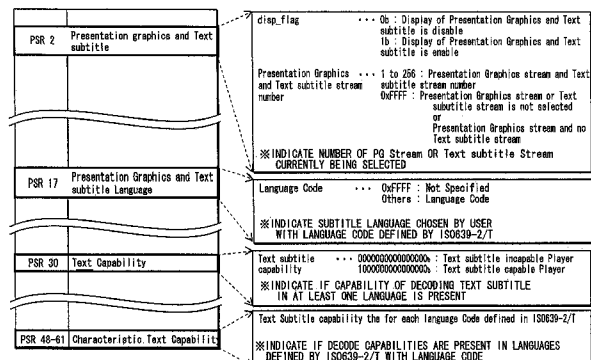 PSR 2
Presentation graphics and Text
subtitle
disp_flag ··· 0b : Display of Presentation Graphics and Text
subtitle is disable
1b : Display of Presentation Graphics and Text
subtitle is enable
Presentation Graphics ··· 1 to 256 : Presentation Graphics stream and Text
and Text subtitle stream subtitle stream number
number 0xFFFF : Presentation Graphics stream or Text
subutitle stream is not selected
or
Presentation Graphics stream and no
Text subtitle stream
※INDICATE NUMBER OF PG Stream OR Text subtitle Stream
CURRENTLY BEING SELECTED
PSR 17
Presentation Graphics and Text
subtitle Language
Language Code ··· 0xFFFF : Not Specified
Others : Language Code
※INDICATE SUBTITLE LANGUAGE CHOSEN BY USER
WITH LANGUAGE CODE DEFINED BY ISO639-2/T
PSR 30
Text Capability
Text subtitle ··· 0000000000000000b : Text subtitle incapable Player
capability 1000000000000000b : Text subtitle capable Player
※INDICATE IF CAPABILITY OF DECODING TEXT SUBTITLE
IN AT LEAST ONE LANGUAGE IS PRESENT
PSR 48-61
Characteristic Text Capability
Text Subtitle capability the for each language Code defined in ISO639-2/T
※INDICATE IF DECODE CAPABILITIES ARE PRESENT IN LANGUAGES
DEFINED BY ISO639-2/T WITH LANGUAGE CODE